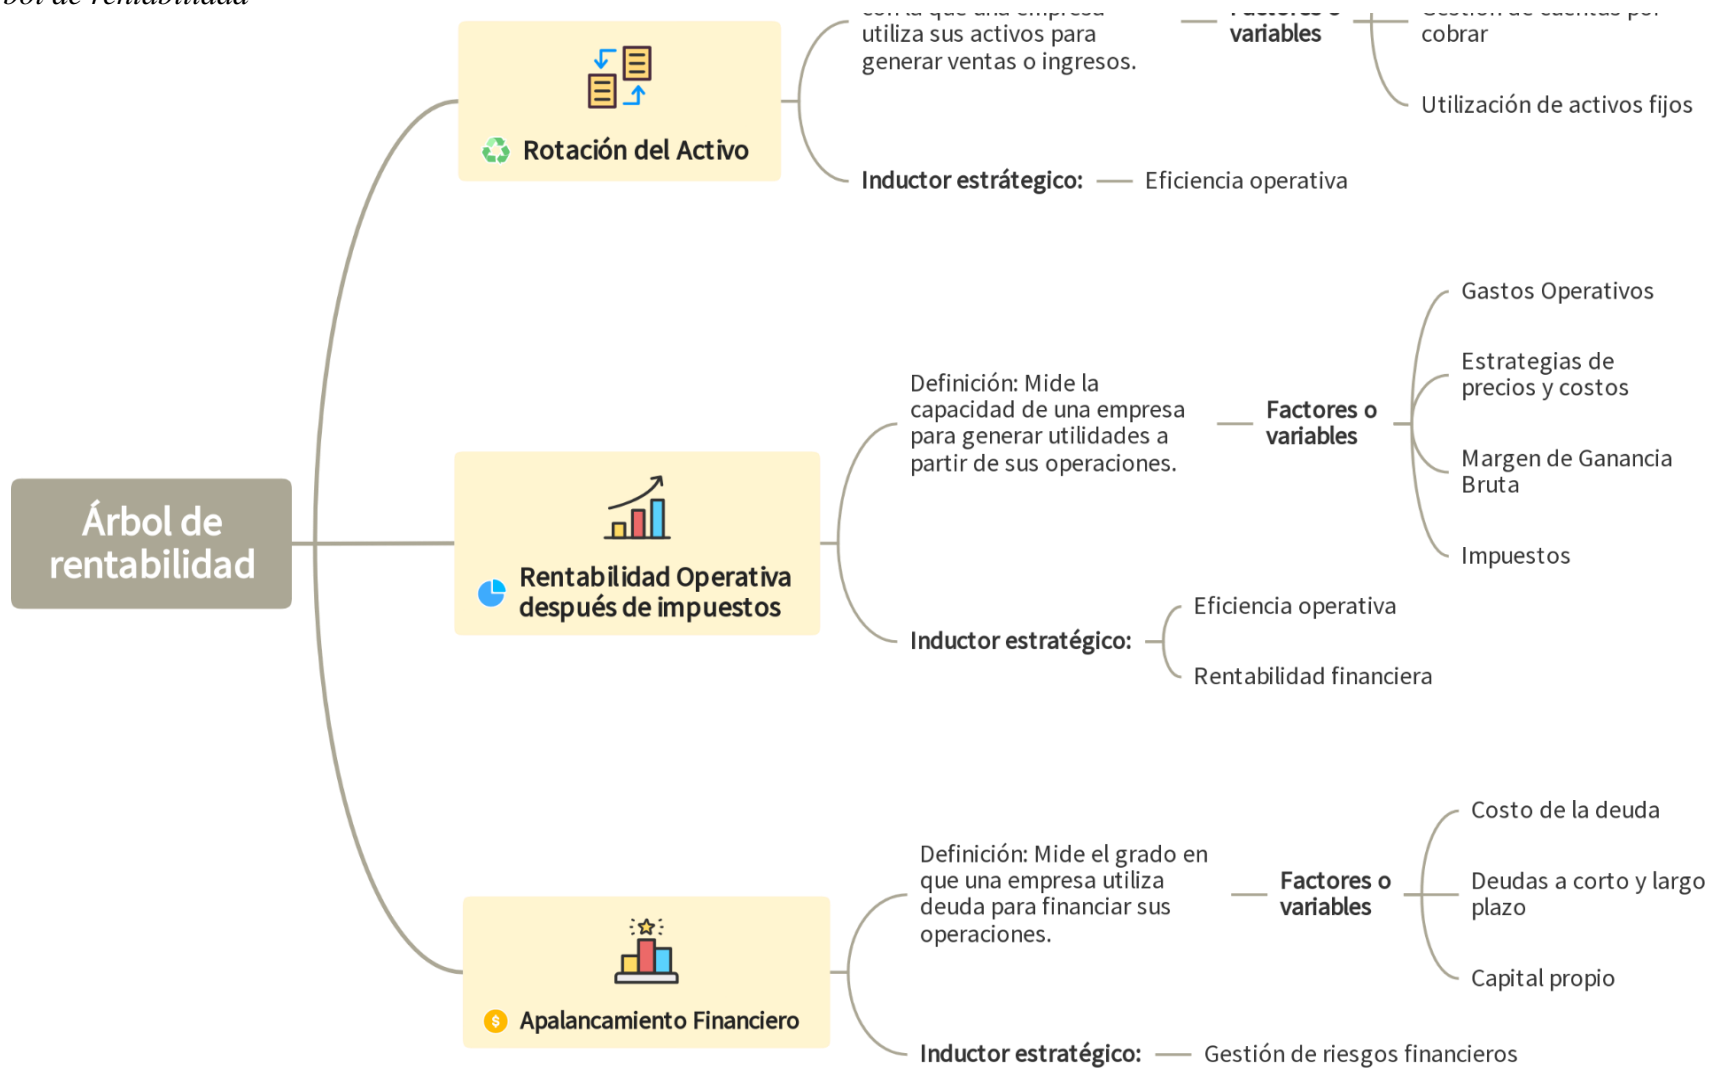 de rentabilidad
utiliza sus activos para
generar ventas o ingresos.
variables
cobrar
Utilización de activos fijos
Rotación del Activo
Inductor estrátegico:
Eficiencia operativa
Árbol de
rentabilidad
Rentabilidad Operativa
después de impuestos
Definición: Mide la
capacidad de una empresa
para generar utilidades a
partir de sus operaciones.
Factores o
variables
Gastos Operativos
Estrategias de
precios y costos
Margen de Ganancia
Bruta
Impuestos
Inductor estratégico:
Eficiencia operativa
Rentabilidad financiera
Apalancamiento Financiero
Definición: Mide el grado en
que una empresa utiliza
deuda para financiar sus
operaciones.
Factores o
variables
Costo de la deuda
Deudas a corto y largo
plazo
Capital propio
Inductor estratégico:
Gestión de riesgos financieros